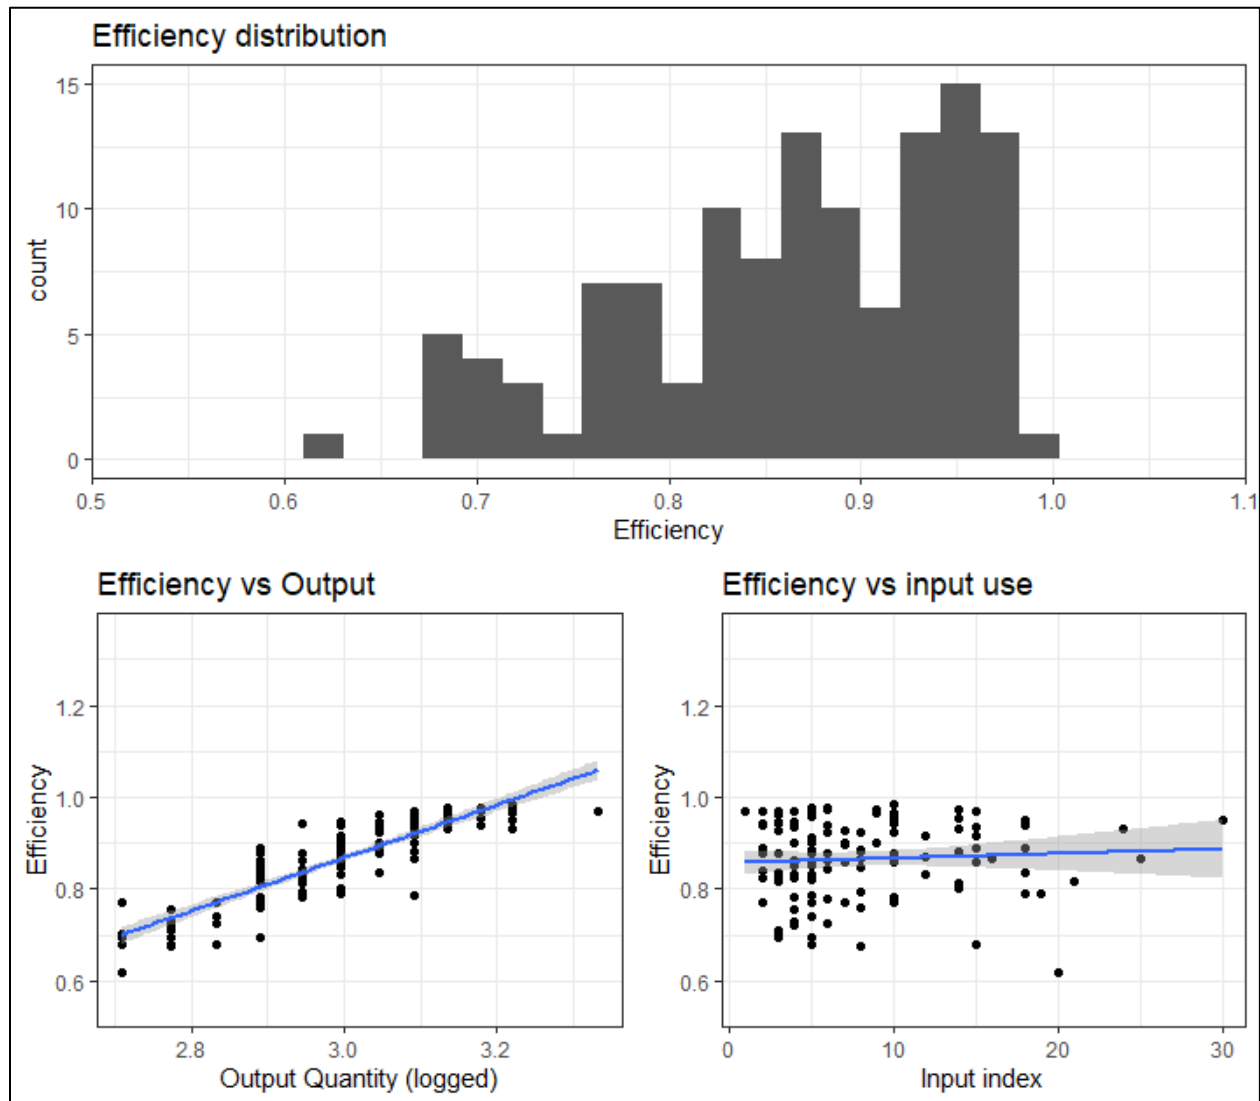 Efficiency distribution
15
10
5
0
count
0.5 0.6 0.7 0.8 0.9 1.0 1.1
Efficiency
Efficiency vs Output
1.2
1.0
0.8
0.6
Efficiency
2.8 3.0 3.2
Output Quantity (logged)
Efficiency vs input use
1.2
1.0
0.8
0.6
Efficiency
0 10 20 30
Input index